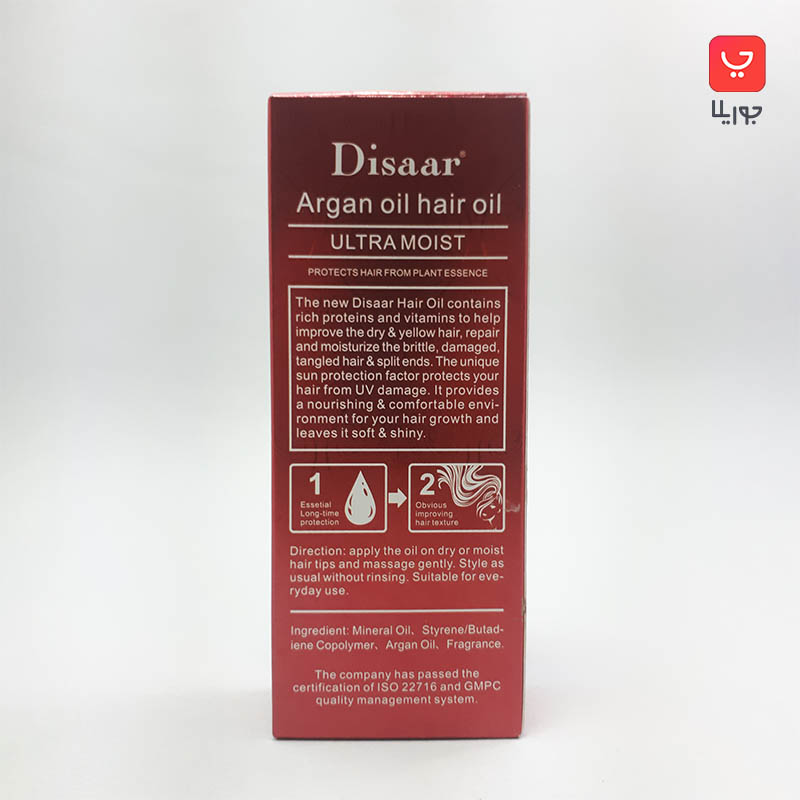 جوریلا
Disaar®
Argan oil hair oil
ULTRA MOIST
PROTECTS HAIR FROM PLANT ESSENCE
The new Disaar Hair Oil contains
rich proteins and vitamins to help
improve the dry & yellow hair, repair
and moisturize the brittle, damaged,
tangled hair & split ends. The unique
sun protection factor protects your
hair from UV damage. It provides
a nourishing & comfortable envi-
ronment for your hair growth and
leaves it soft & shiny.
1
Essetial
Long-time
protection
2
Obvious
improving
hair texture
Direction: apply the oil on dry or moist
hair tips and massage gently. Style as
usual without rinsing. Suitable for eve-
ryday use.
Ingredient: Mineral Oil、Styrene/Butad-
iene Copolymer、Argan Oil、Fragrance.
The company has passed the
certification of ISO 22716 and GMPC
quality management system.